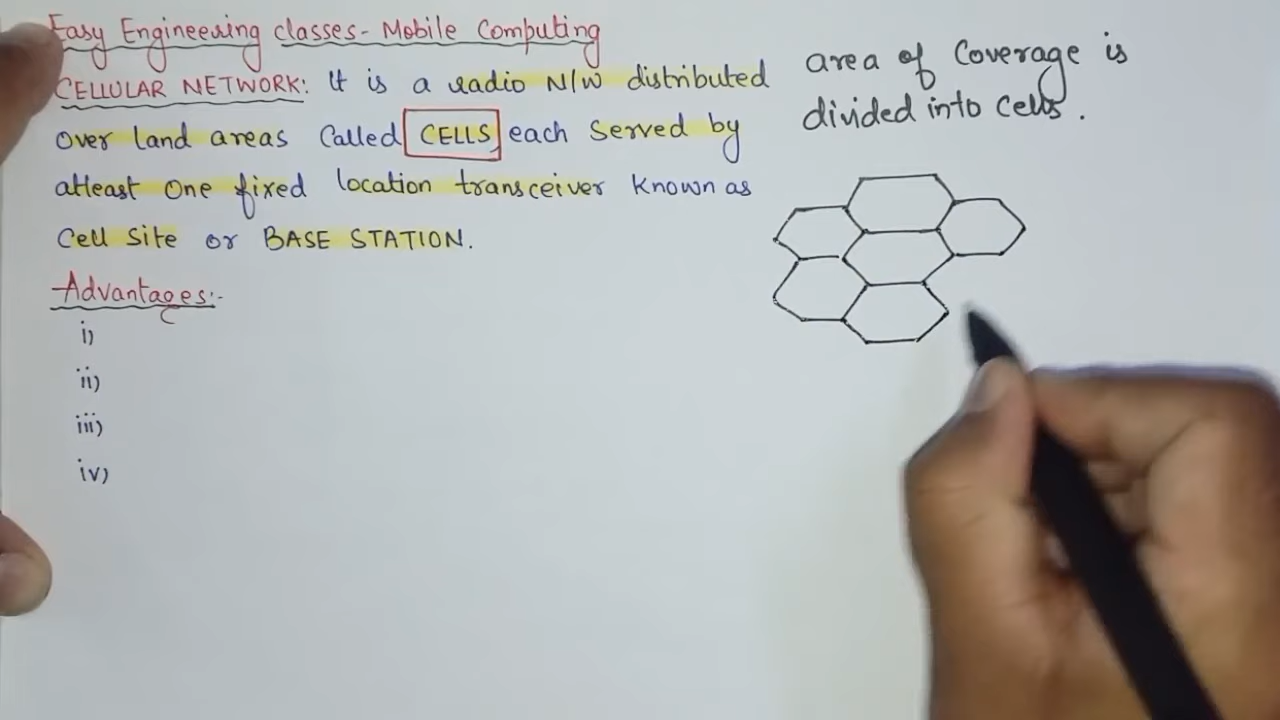 Easy Engineering classes- Mobile Computing
CELLULAR NETWORK: It is a radio N/W distributed
over land areas Called CELLS, each Served by
atleast One fixed location transceiver Known as
Cell Site or BASE STATION.
Advantages:-
i)
ii)
iii)
iv)
area of Coverage is
divided into Cells.